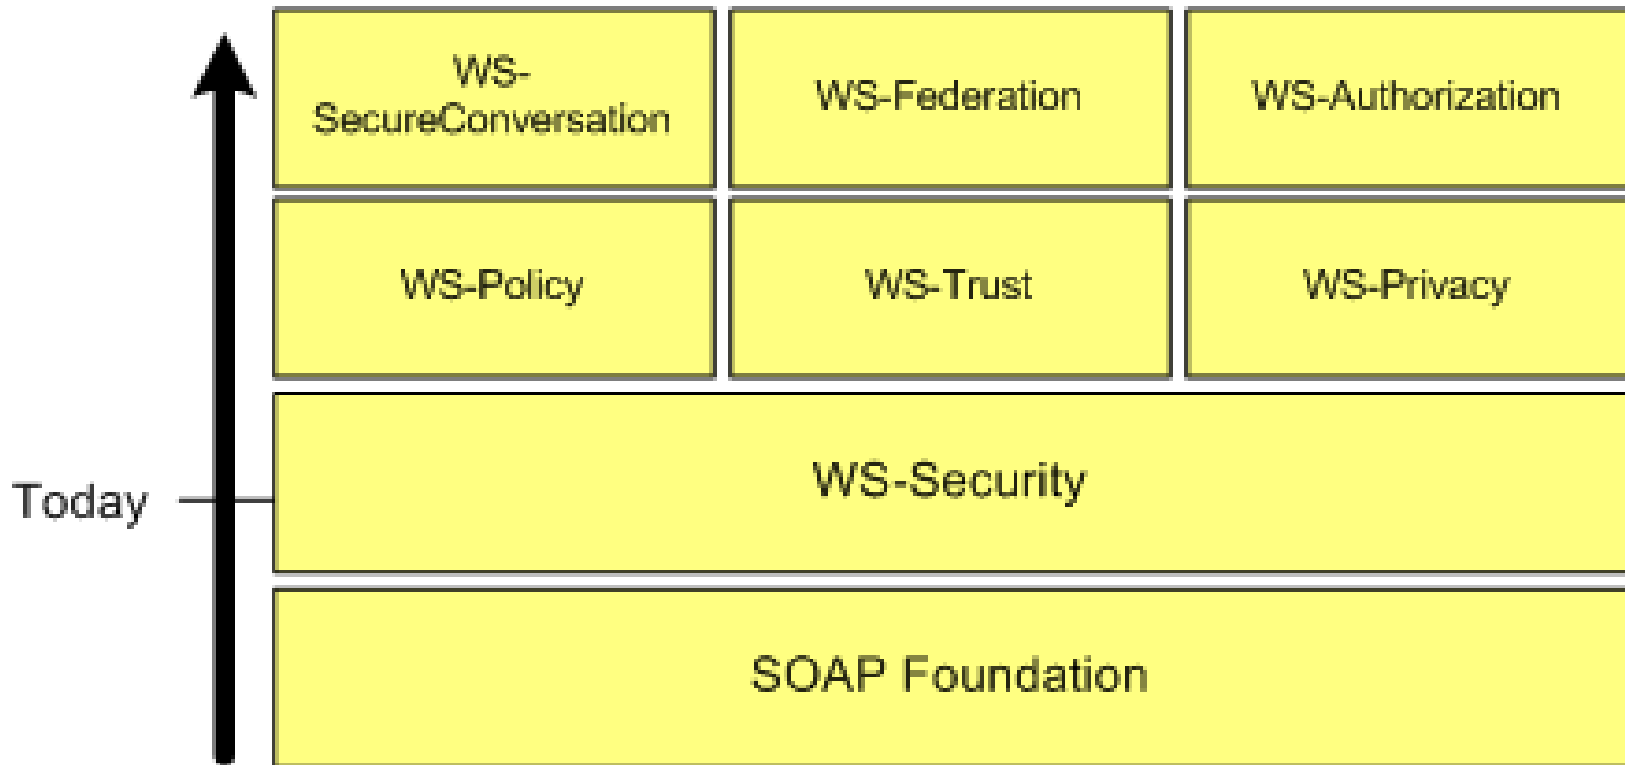 WS-
SecureConversation
WS-Federation
WS-Authorization
WS-Policy
WS-Trust
WS-Privacy
Today
WS-Security
SOAP Foundation